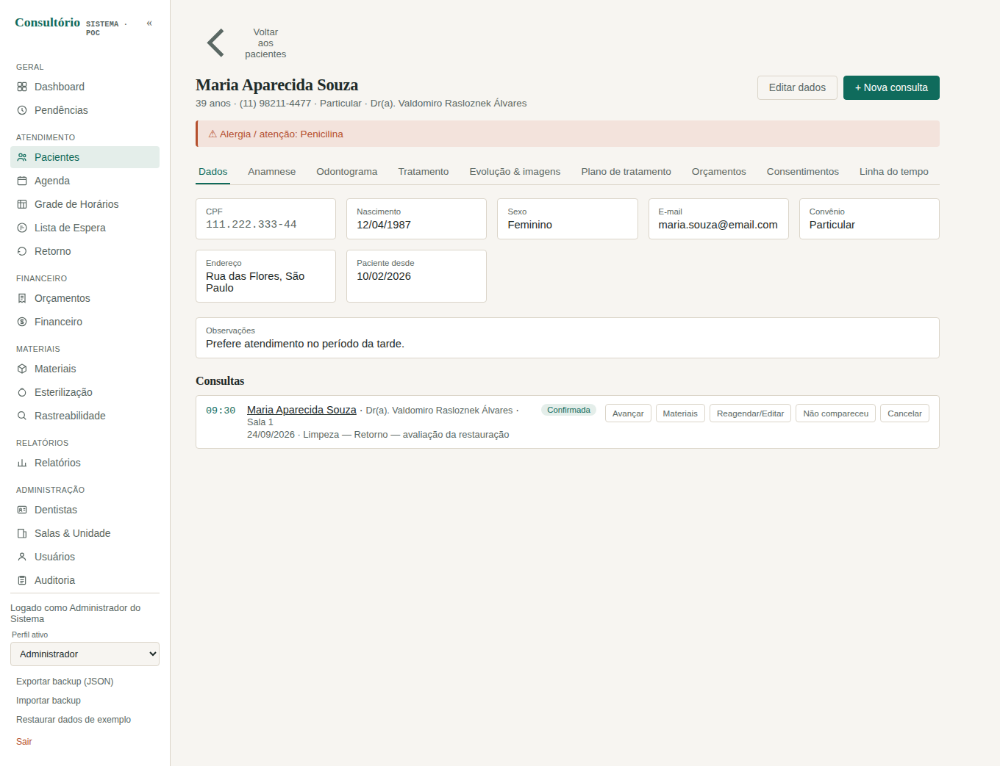 Consultório SISTEMA ·
POC
«
GERAL
Dashboard
Pendências
ATENDIMENTO
Pacientes
Agenda
Grade de Horários
Lista de Espera
Retorno
FINANCEIRO
Orçamentos
Financeiro
MATERIAIS
Materiais
Esterilização
Rastreabilidade
RELATÓRIOS
Relatórios
ADMINISTRAÇÃO
Dentistas
Salas & Unidade
Usuários
Auditoria
Logado como Administrador do
Sistema
Perfil ativo
Administrador
Exportar backup (JSON)
Importar backup
Restaurar dados de exemplo
Sair
Voltar
aos
pacientes
Maria Aparecida Souza
39 anos · (11) 98211-4477 · Particular · Dr(a). Valdomiro Rasloznek Álvares
Editar dados
+ Nova consulta
⚠ Alergia / atenção: Penicilina
Dados Anamnese Odontograma Tratamento Evolução & imagens Plano de tratamento Orçamentos Consentimentos Linha do tempo
CPF
111.222.333-44
Nascimento
12/04/1987
Sexo
Feminino
E-mail
maria.souza@email.com
Convênio
Particular
Endereço
Rua das Flores, São
Paulo
Paciente desde
10/02/2026
Observações
Prefere atendimento no período da tarde.
Consultas
09:30 Maria Aparecida Souza · Dr(a). Valdomiro Rasloznek Álvares ·
Sala 1
24/09/2026 · Limpeza — Retorno — avaliação da restauração
Confirmada Avançar Materiais Reagendar/Editar Não compareceu Cancelar